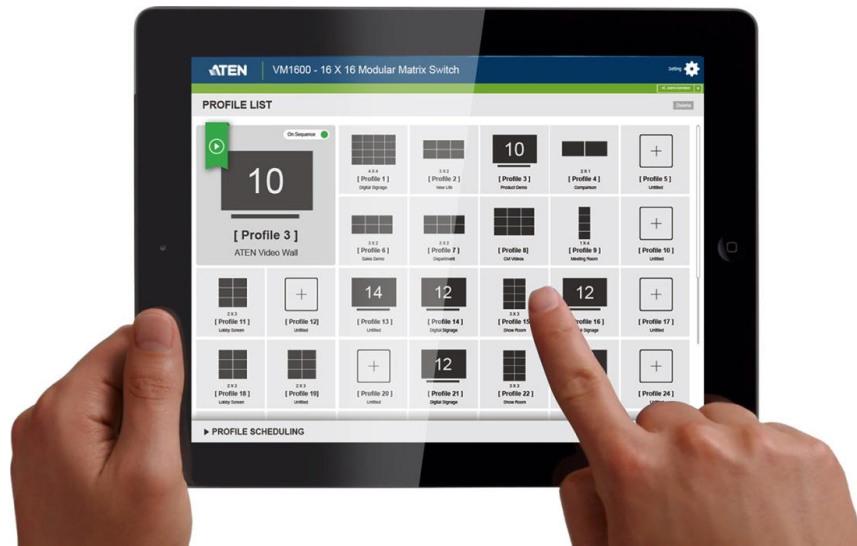 ATEN
VM1600 - 16 X 16 Modular Matrix Switch
Setting
PROFILE LIST
Delete
On Sequence
10
[ Profile 3 ]
ATEN Video Wall
4 X 4
[ Profile 1 ]
Digital Signage
3 X 2
[ Profile 2 ]
New Life
10
[ Profile 3 ]
Product Demo
2 X 1
[ Profile 4 ]
Comparison
[ Profile 5 ]
Untitled
3 X 2
[ Profile 6 ]
Sales Demo
3 X 2
[ Profile 7 ]
Department
[ Profile 8]
CM Videos
1 X 4
[ Profile 9 ]
Meeting Room
[ Profile 10 ]
Untitled
2 X 3
[ Profile 11 ]
Lobby Screen
[ Profile 12]
Untitled
14
[ Profile 13 ]
Untitled
12
[ Profile 14 ]
Digital Signage
3 X 3
[ Profile 15
Show Room
12
Profile 16 ]
Signage
[ Profile 17 ]
Untitled
2 X 3
[ Profile 18 ]
Lobby Screen
2 X 3
[ Profile 19]
Untitled
[ Profile 20 ]
Untitled
12
[ Profile 21 ]
Digital Signage
3 X 3
[ Profile 22 ]
Show Room
[ Profile 24 ]
Untitled
PROFILE SCHEDULING